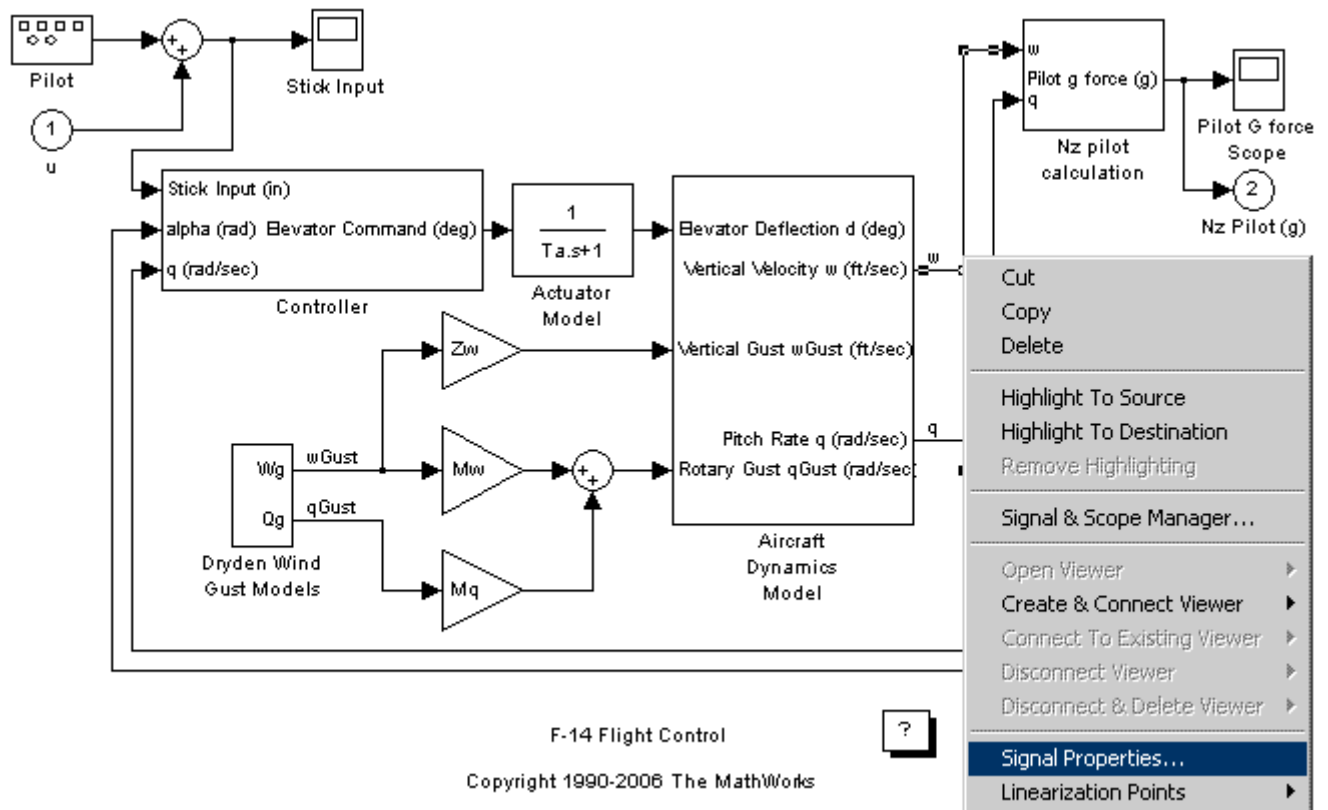 Pilot
Stick Input
1
u
w
Pilot g force (g)
q
Nz pilot
calculation
Pilot G force
Scope
2
Nz Pilot (g)
Stick Input (in)
alpha (rad) Elevator Command (deg)
q (rad/sec)
Controller
1
Ta.s+1
Actuator
Model
Elevator Deflection d (deg)
Vertical Velocity w (ft/sec)
w
Vertical Gust wGust (ft/sec)
Pitch Rate q (rad/sec)
q
Rotary Gust qGust (rad/sec
Aircraft
Dynamics
Model
Zw
Mw
Mq
Wg
wGust
Qg
qGust
Dryden Wind
Gust Models
F-14 Flight Control
?
Copyright 1990-2006 The MathWorks
Cut
Copy
Delete
Highlight To Source
Highlight To Destination
Remove Highlighting
Signal & Scope Manager...
Open Viewer
Create & Connect Viewer
Connect To Existing Viewer
Disconnect Viewer
Disconnect & Delete Viewer
Signal Properties...
Linearization Points